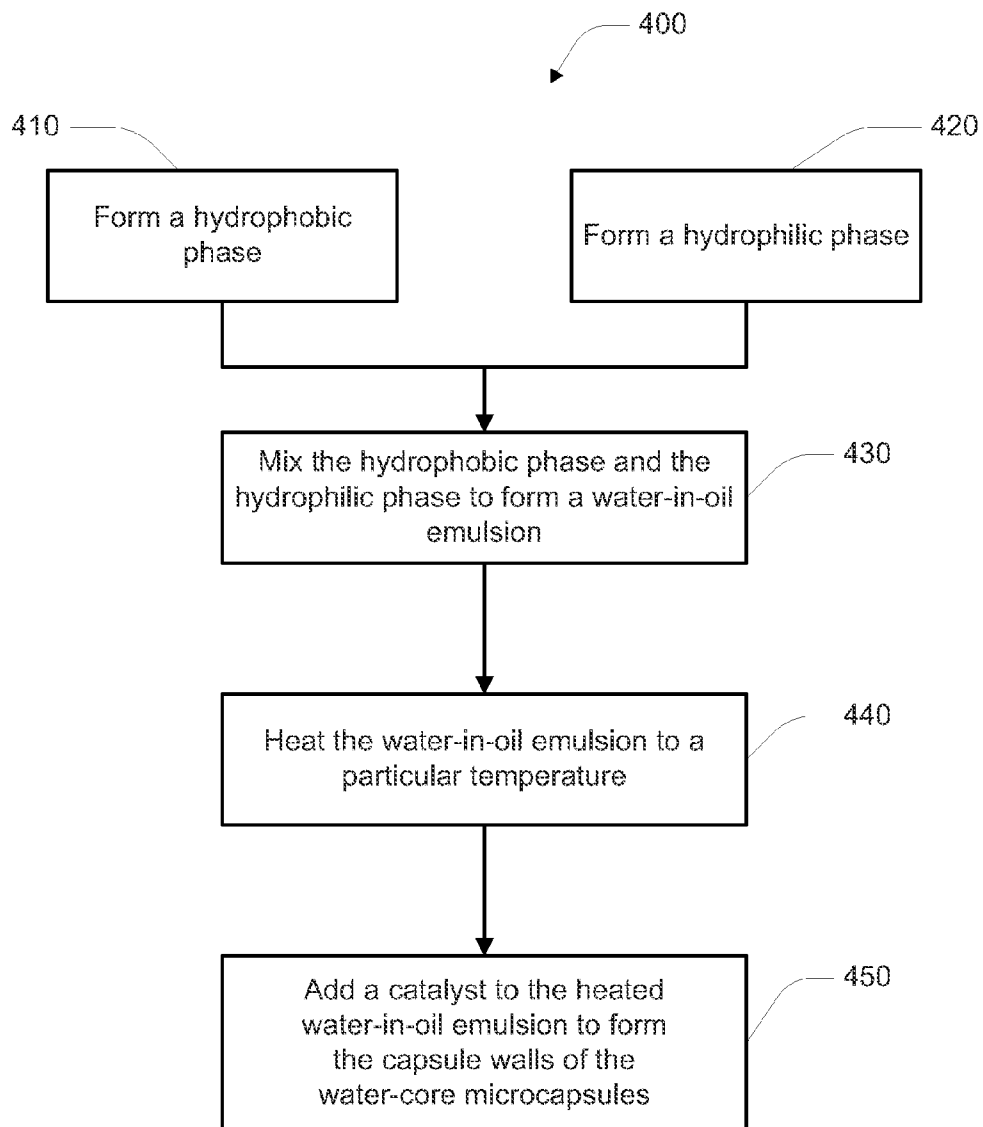 400
410
420
Form a hydrophobic
phase
Form a hydrophilic phase
Mix the hydrophobic phase and the
hydrophilic phase to form a water-in-oil
emulsion
430
Heat the water-in-oil emulsion to a
particular temperature
440
Add a catalyst to the heated
water-in-oil emulsion to form
the capsule walls of the
water-core microcapsules
450